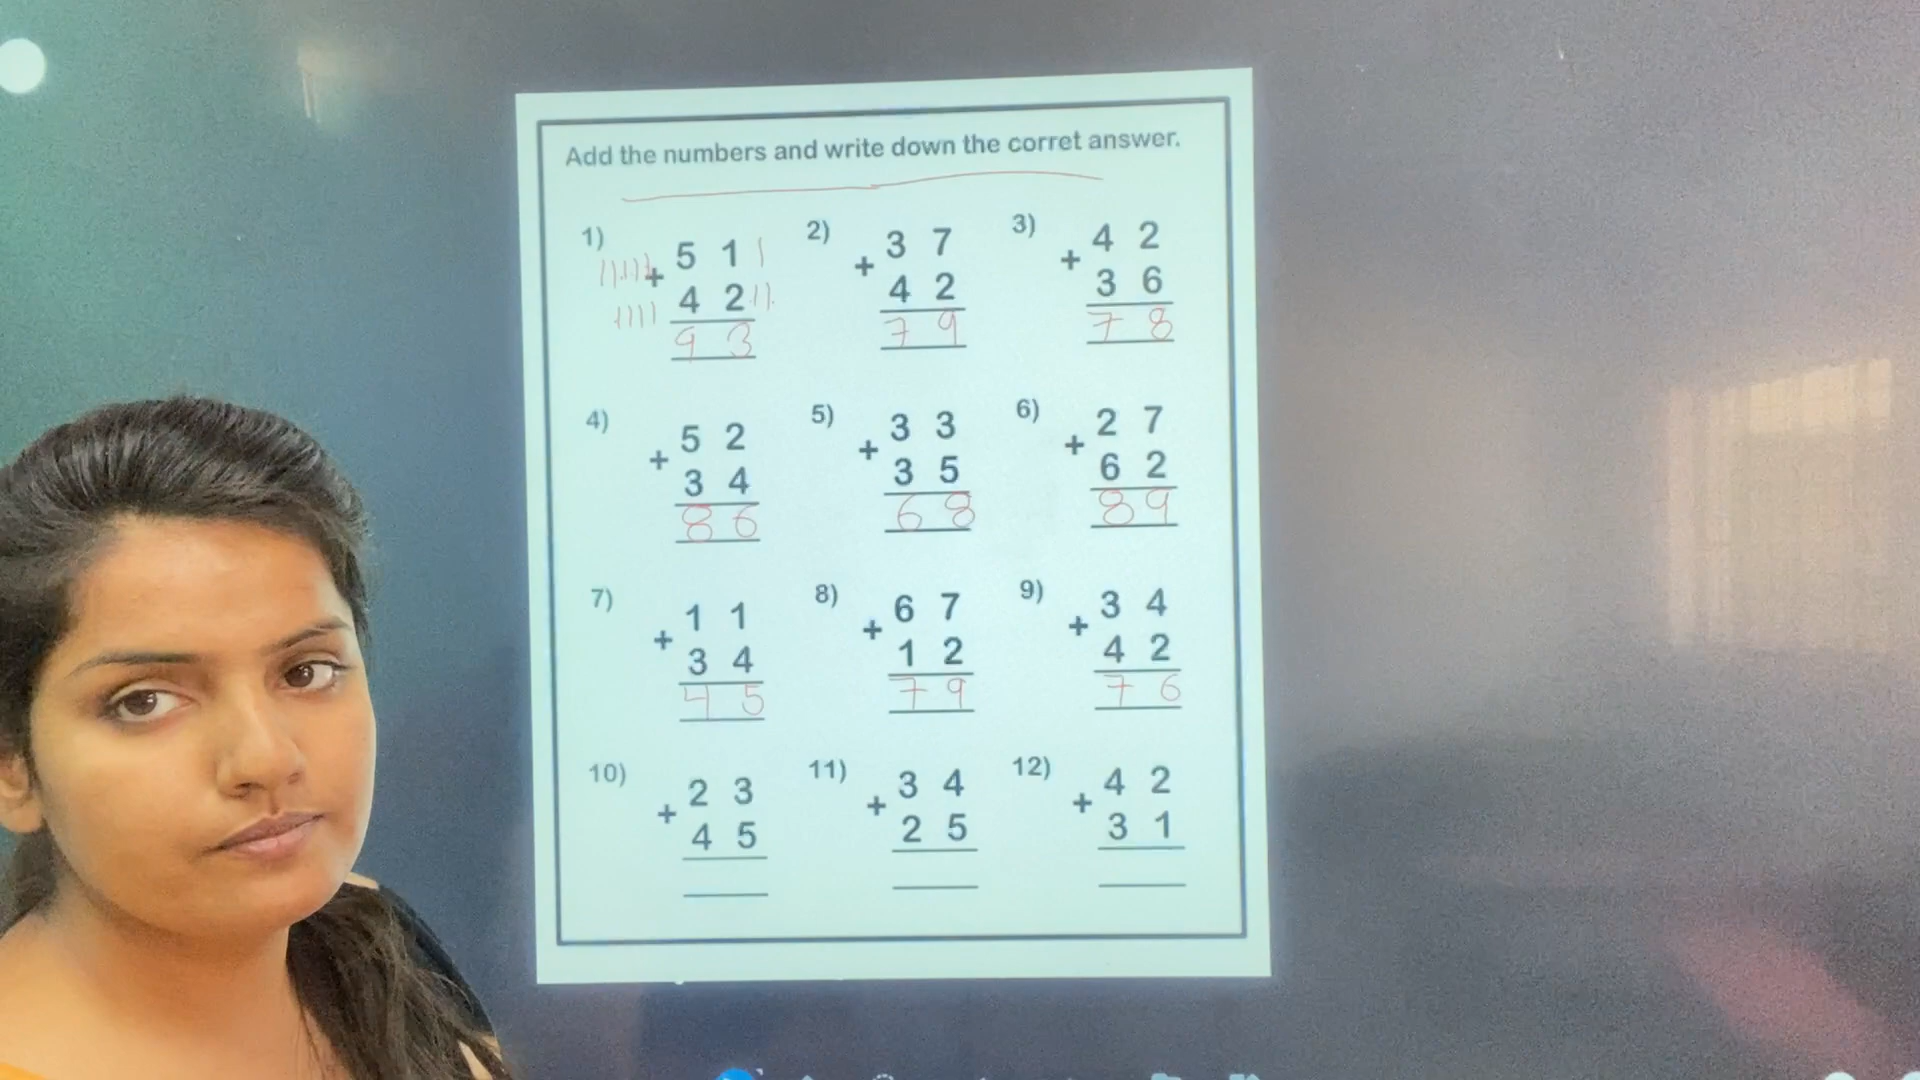 Add the numbers and write down the corret answer.
1) 2) 3)
5 1 3 7 4 2
+ + +
4 2 4 2 3 6
9 3 7 9 7 8
4) 5) 6)
5 2 3 3 2 7
+ + +
3 4 3 5 6 2
8 6 6 8 8 9
7) 8) 9)
1 1 6 7 3 4
+ + +
3 4 1 2 4 2
4 5 7 9 7 6
10) 11) 12)
2 3 3 4 4 2
+ + +
4 5 2 5 3 1